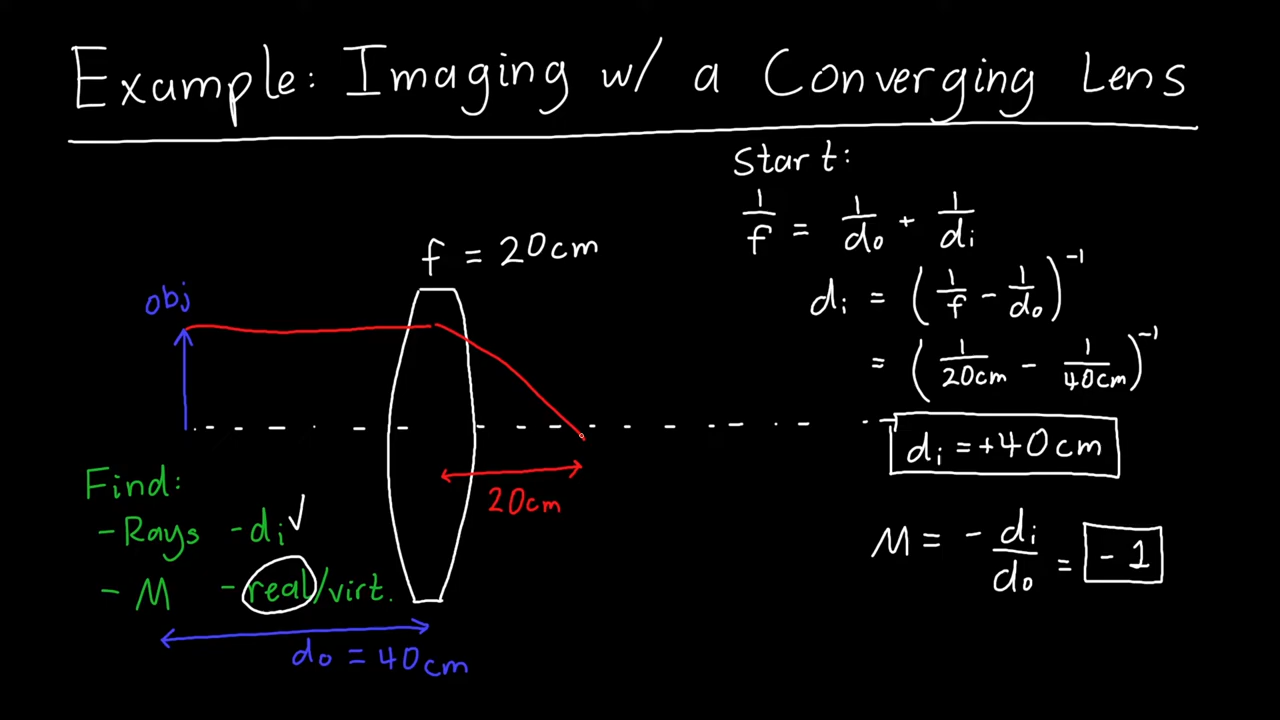 Example: Imaging w/ a Converging Lens
Start:
1/f = 1/do + 1/di
f = 20cm
di = (1/f - 1/do)^-1
obj
= (1/20cm - 1/40cm)^-1
di = +40cm
Find:
20cm
- Rays - di ✓
M = - di/do = -1
- M - real/virt.
do = 40cm